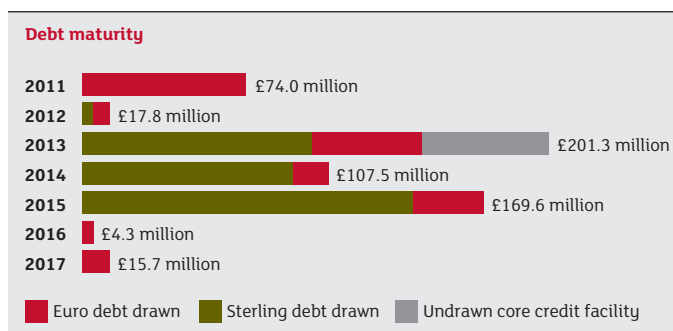 Debt maturity
2011 £74.0 million
2012 £17.8 million
2013 £201.3 million
2014 £107.5 million
2015 £169.6 million
2016 £4.3 million
2017 £15.7 million
Euro debt drawn Sterling debt drawn Undrawn core credit facility